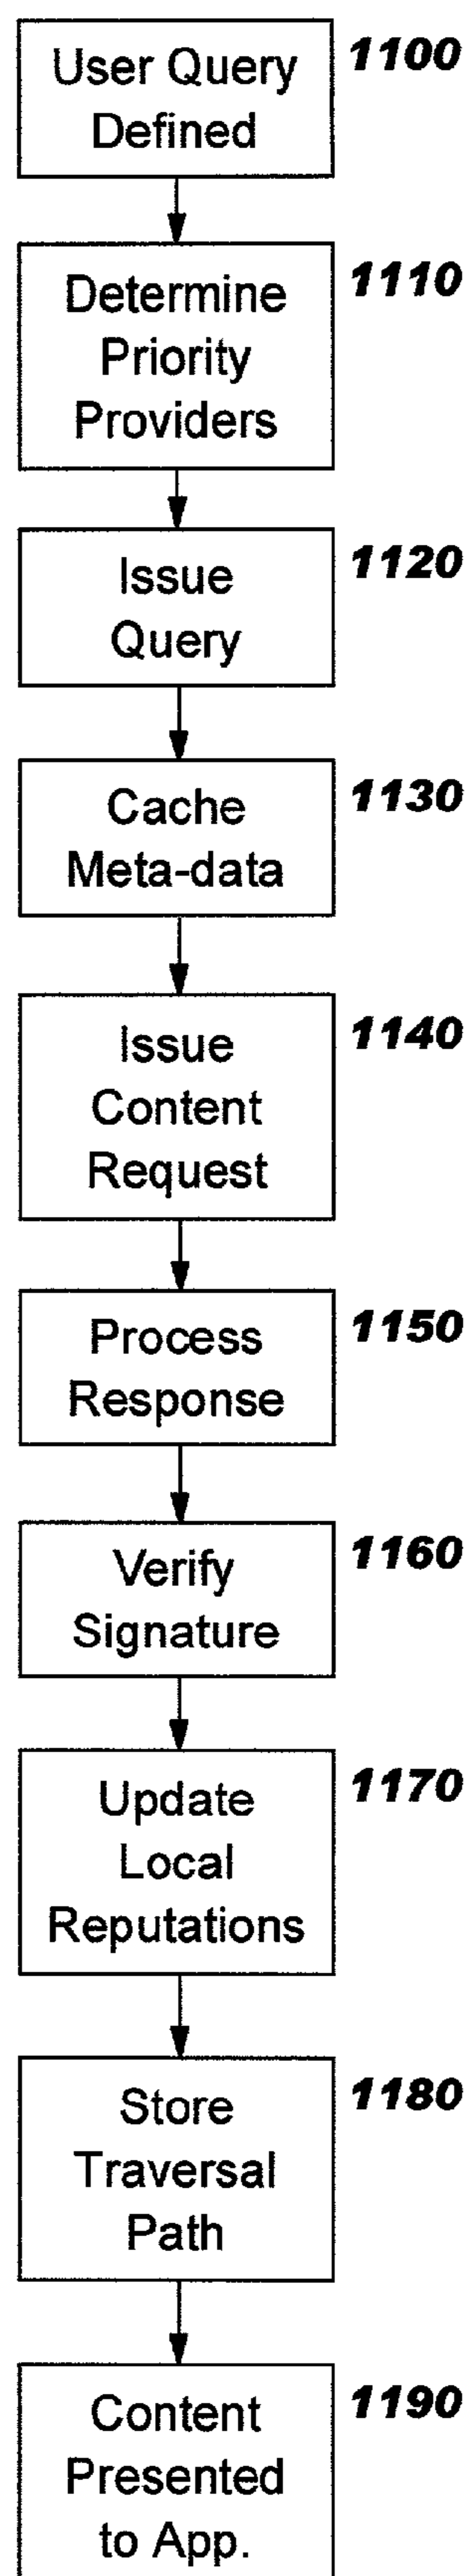 User Query 1100
Defined
Determine 1110
Priority
Providers
Issue 1120
Query
Cache 1130
Meta-data
Issue 1140
Content
Request
Process 1150
Response
Verify 1160
Signature
Update 1170
Local
Reputations
Store 1180
Traversal
Path
Content 1190
Presented
to App.